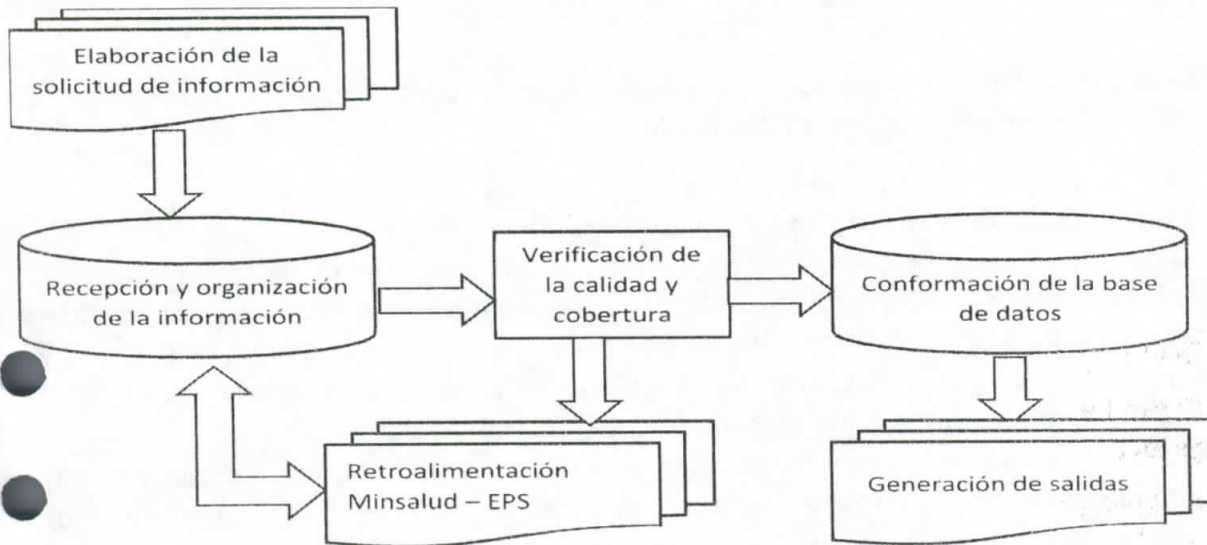 Elaboración de la
solicitud de información
Recepción y organización
de la información
Verificación de
la calidad y
cobertura
Conformación de la base
de datos
Retroalimentación
Minsalud – EPS
Generación de salidas